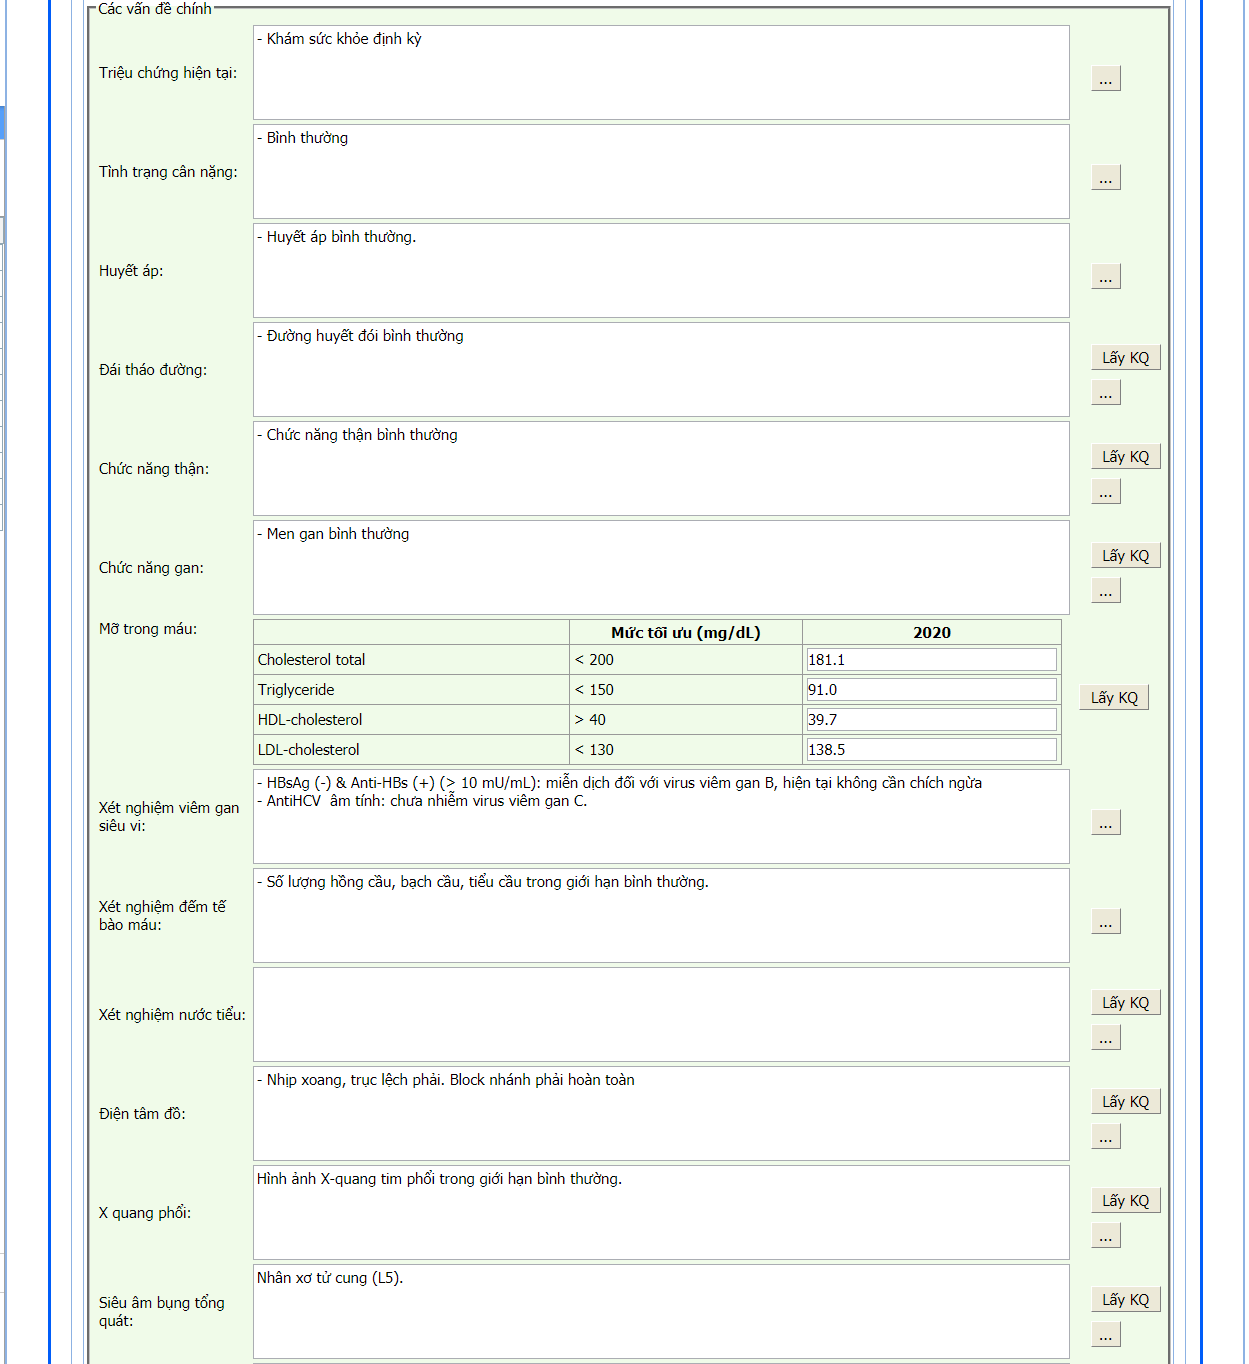 Các vấn đề chính
Triệu chứng hiện tại:
- Khám sức khỏe định kỳ
...
Tình trạng cân nặng:
- Bình thường
...
Huyết áp:
- Huyết áp bình thường.
...
Đái tháo đường:
- Đường huyết đói bình thường
Lấy KQ
...
Chức năng thận:
- Chức năng thận bình thường
Lấy KQ
...
Chức năng gan:
- Men gan bình thường
Lấy KQ
...
Mỡ trong máu:
Mức tối ưu (mg/dL) 2020
Cholesterol total < 200 181.1
Triglyceride < 150 91.0
HDL-cholesterol > 40 39.7
LDL-cholesterol < 130 138.5
Lấy KQ
Xét nghiệm viêm gan
siêu vi:
- HBsAg (-) & Anti-HBs (+) (> 10 mU/mL): miễn dịch đối với virus viêm gan B, hiện tại không cần chích ngừa
- AntiHCV  âm tính: chưa nhiễm virus viêm gan C.
...
Xét nghiệm đếm tế
bào máu:
- Số lượng hồng cầu, bạch cầu, tiểu cầu trong giới hạn bình thường.
...
Xét nghiệm nước tiểu:
Lấy KQ
...
Điện tâm đồ:
- Nhịp xoang, trục lệch phải. Block nhánh phải hoàn toàn
Lấy KQ
...
X quang phổi:
Hình ảnh X-quang tim phổi trong giới hạn bình thường.
Lấy KQ
...
Siêu âm bụng tổng
quát:
Nhân xơ tử cung (L5).
Lấy KQ
...